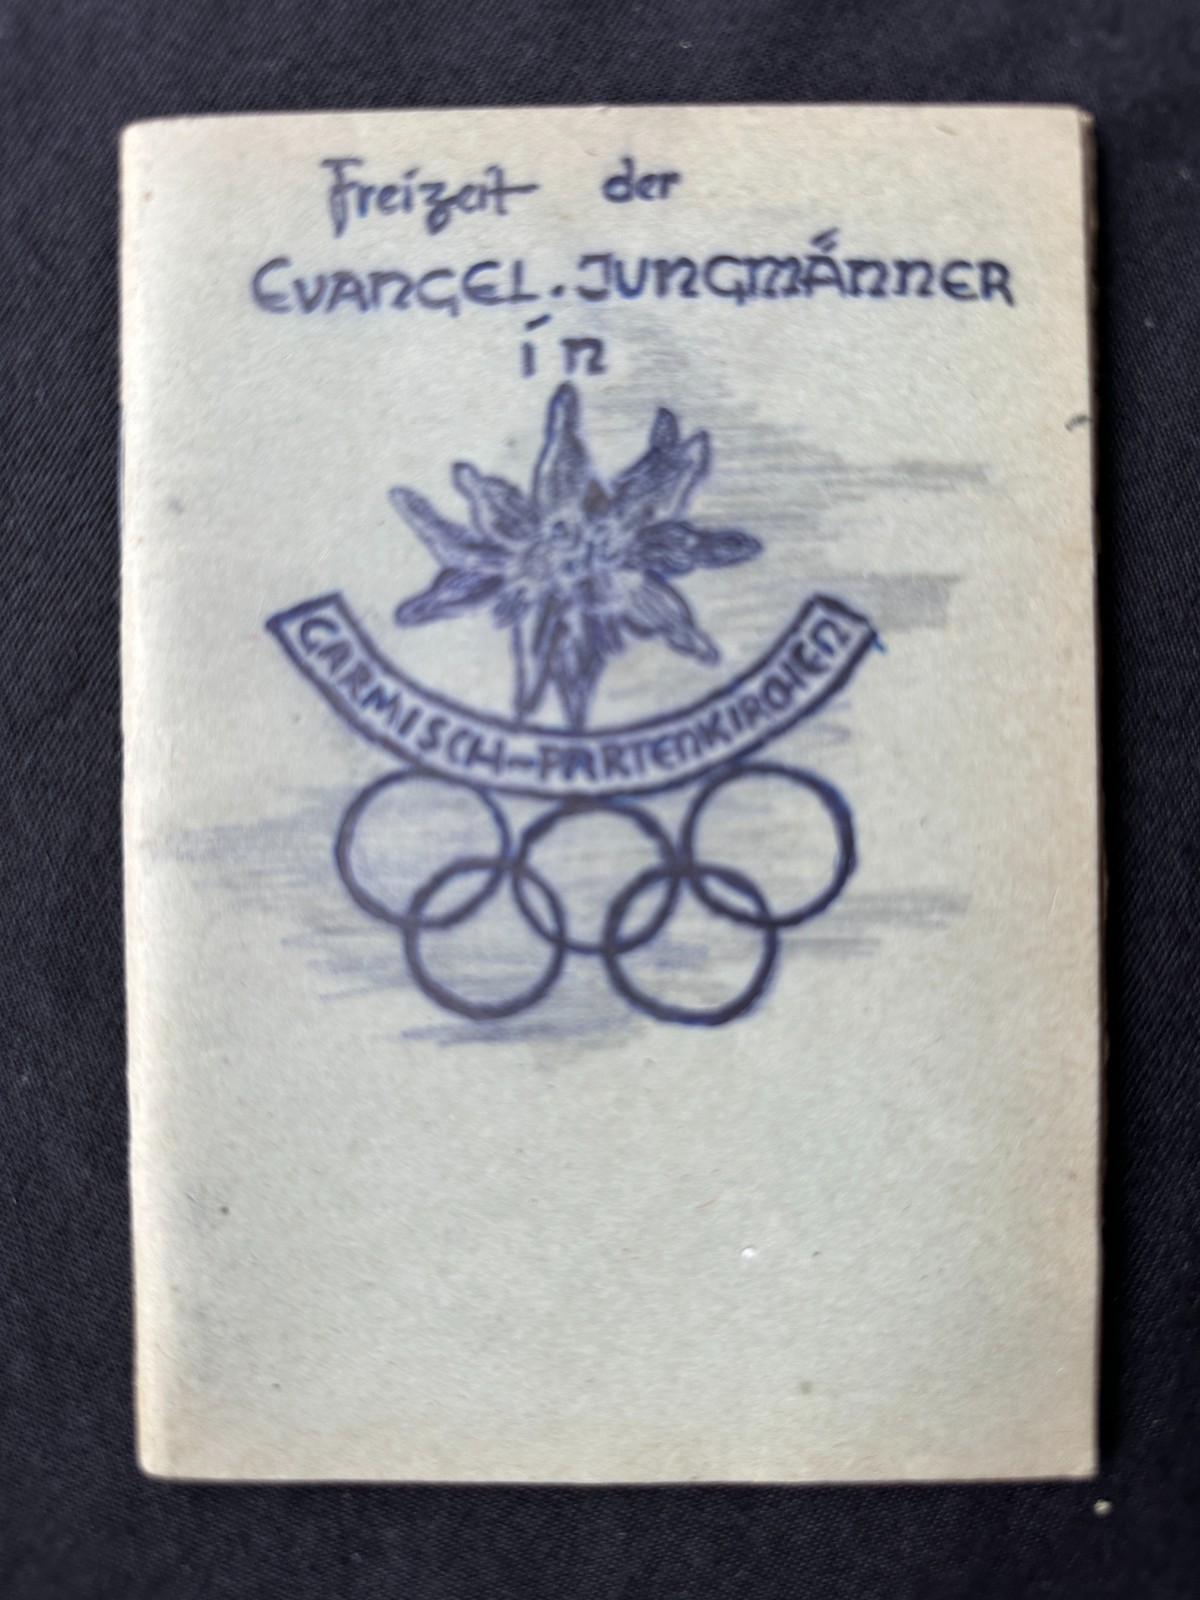 Freizeit der
EVANGEL. JUNGMÄNNER
in
GARMISCH-PARTENKIRCHEN